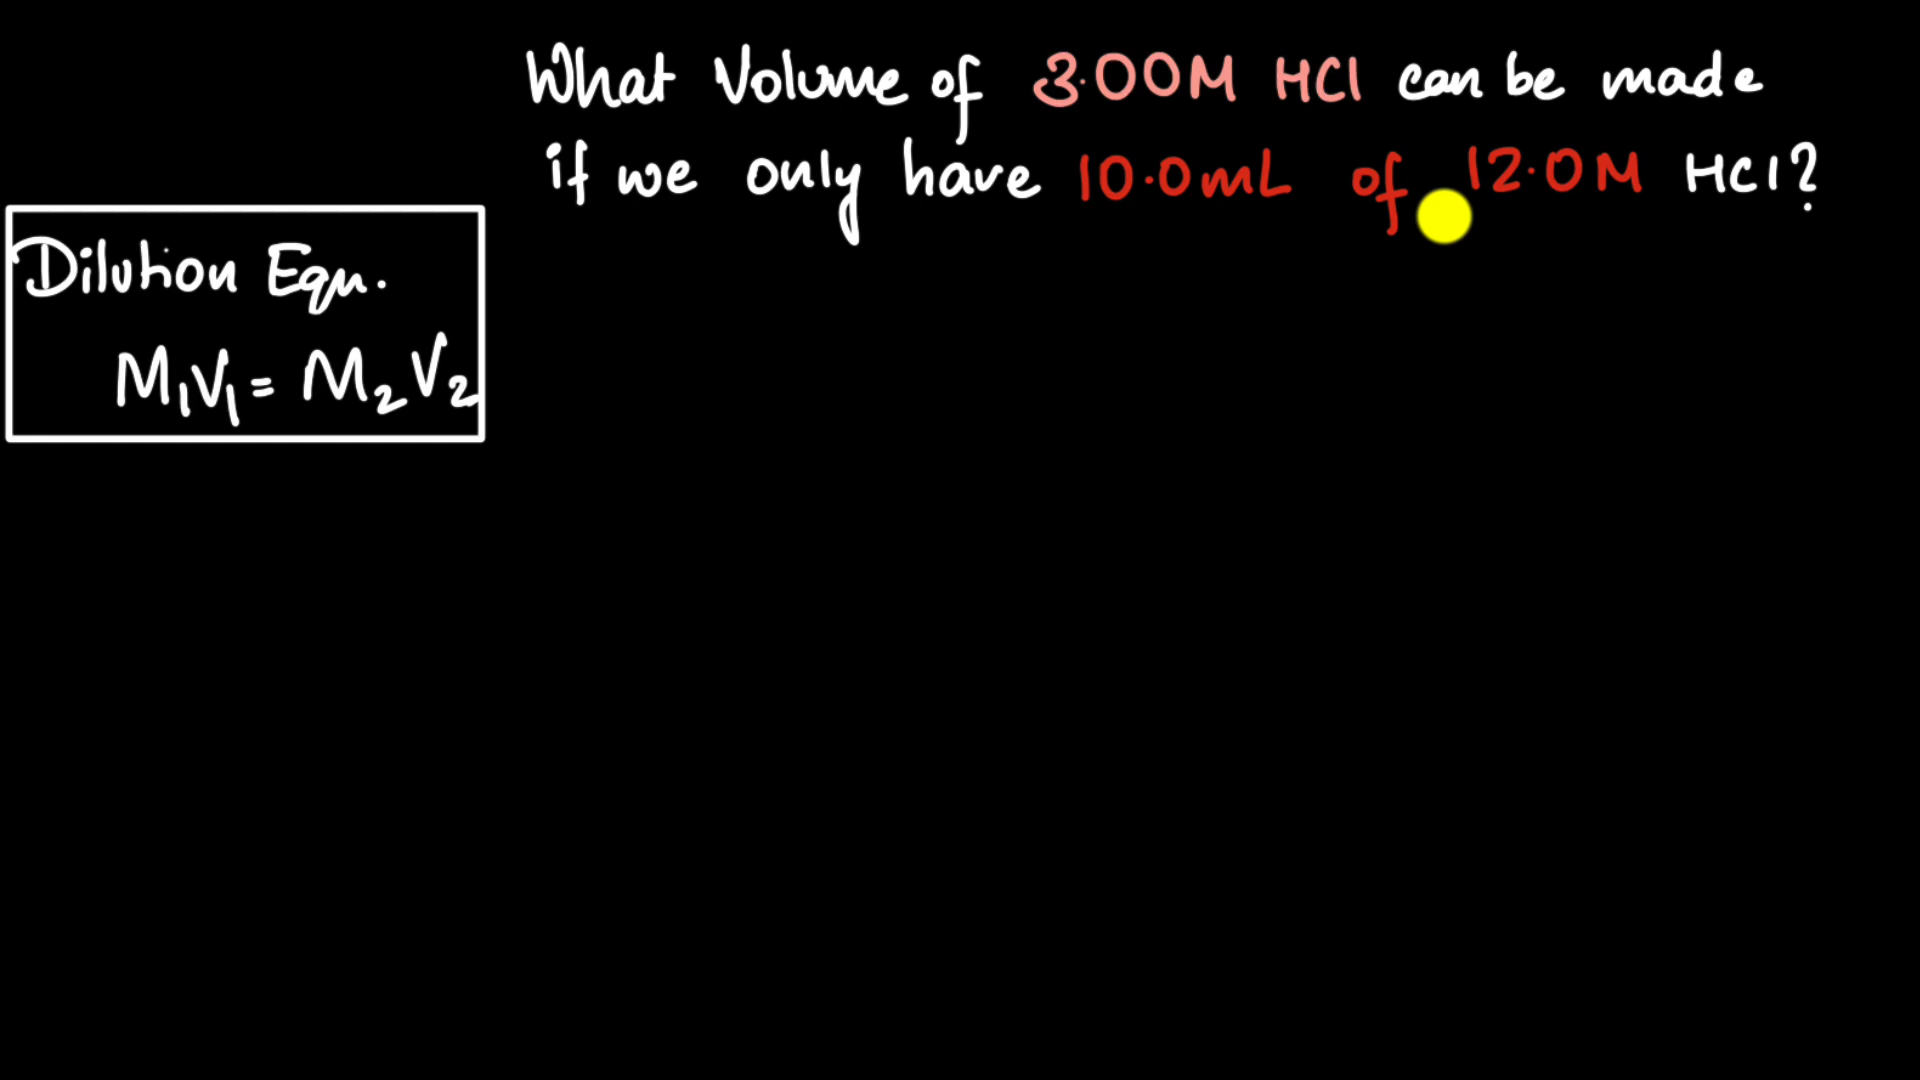 What Volume of 3.00M HCl can be made
if we only have 10.0mL of 12.0M HCl?
Dilution Eqn.
M₁V₁ = M₂V₂